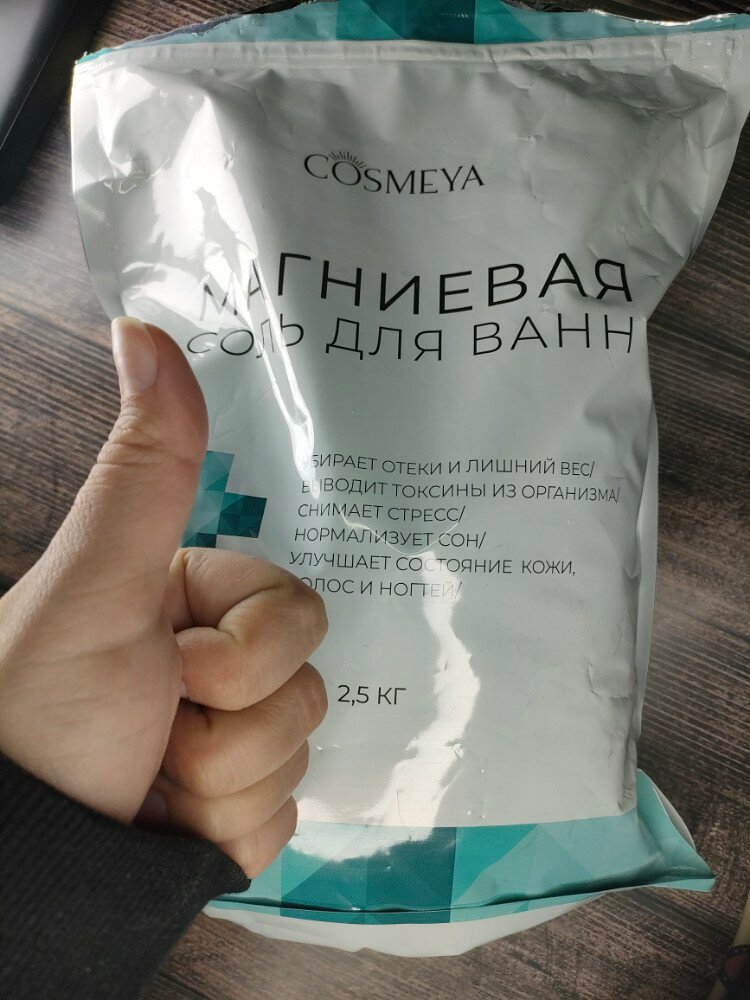 COSMEYA
МАГНИЕВАЯ
СОЛЬ ДЛЯ ВАНН
УБИРАЕТ ОТЕКИ И ЛИШНИЙ ВЕС/
ВЫВОДИТ ТОКСИНЫ ИЗ ОРГАНИЗМА/
СНИМАЕТ СТРЕСС/
НОРМАЛИЗУЕТ СОН/
УЛУЧШАЕТ СОСТОЯНИЕ КОЖИ,
ВОЛОС И НОГТЕЙ/
2,5 КГ